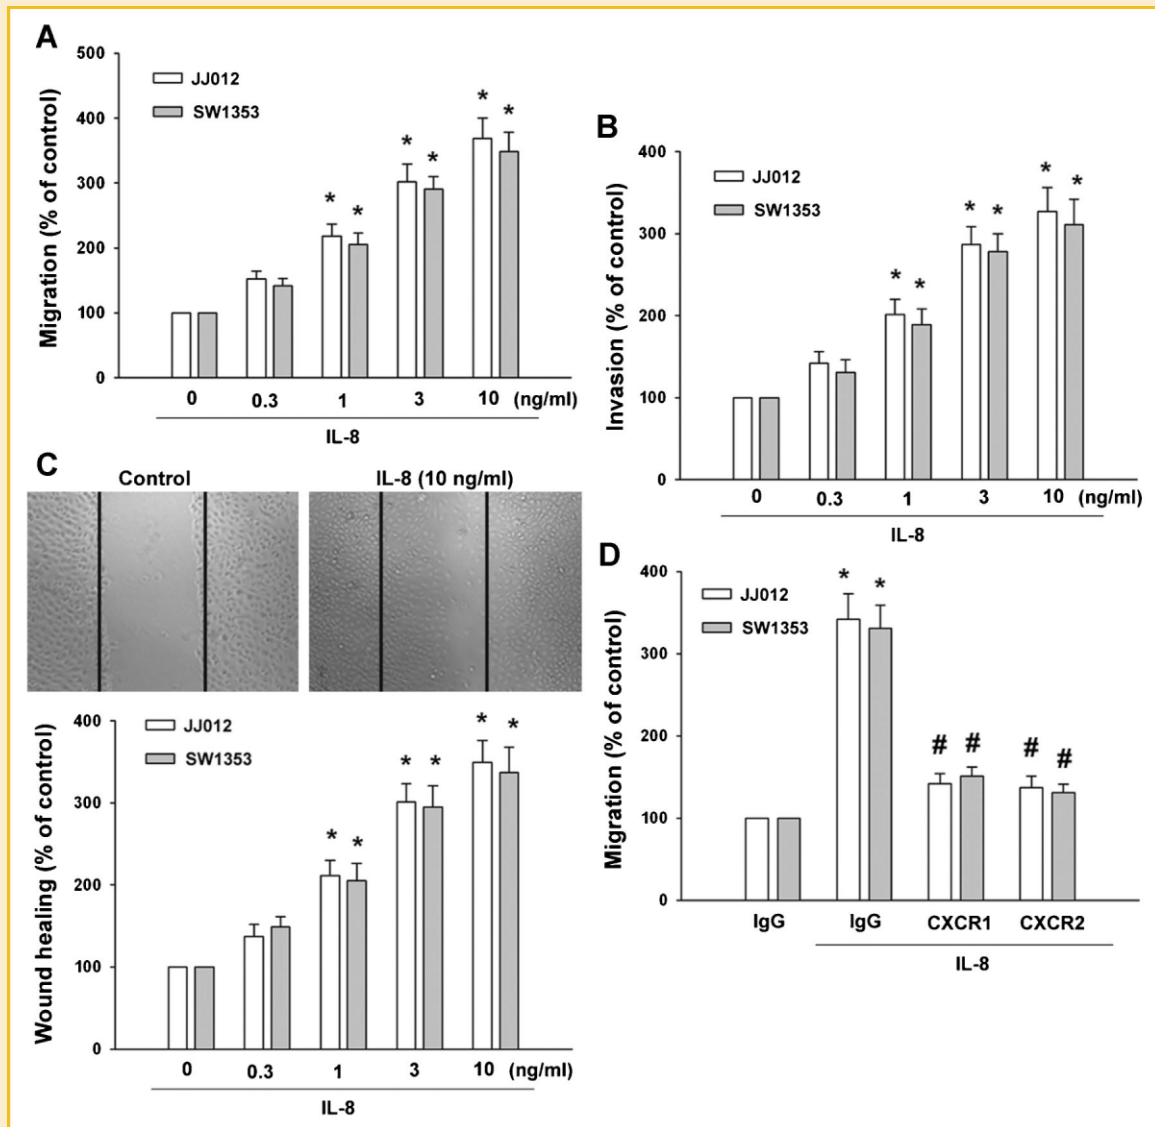 A
500
400
300
200
100
0
Migration (% of control)
JJ012
SW1353
* * * * * *
0 0.3 1 3 10 (ng/ml)
IL-8
B
400
300
200
100
0
Invasion (% of control)
JJ012
SW1353
* * * * * *
0 0.3 1 3 10 (ng/ml)
IL-8
C
Control IL-8 (10 ng/ml)
400
300
200
100
0
Wound healing (% of control)
JJ012
SW1353
* * * * * *
0 0.3 1 3 10 (ng/ml)
IL-8
D
400
300
200
100
0
Migration (% of control)
JJ012
SW1353
* *
# # # #
IgG IgG CXCR1 CXCR2
IL-8